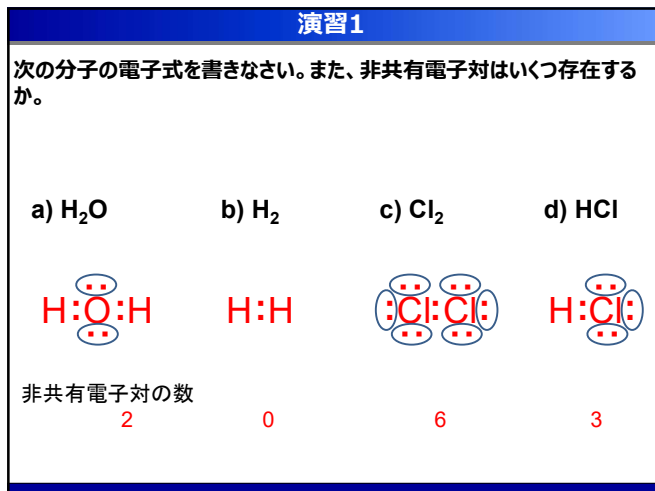 演習1
次の分子の電子式を書きなさい。また、非共有電子対はいくつ存在する
か。
a) H₂O b) H₂ c) Cl₂ d) HCl
H:O:H H:H :Cl:Cl: H:Cl:
非共有電子対の数
2 0 6 3